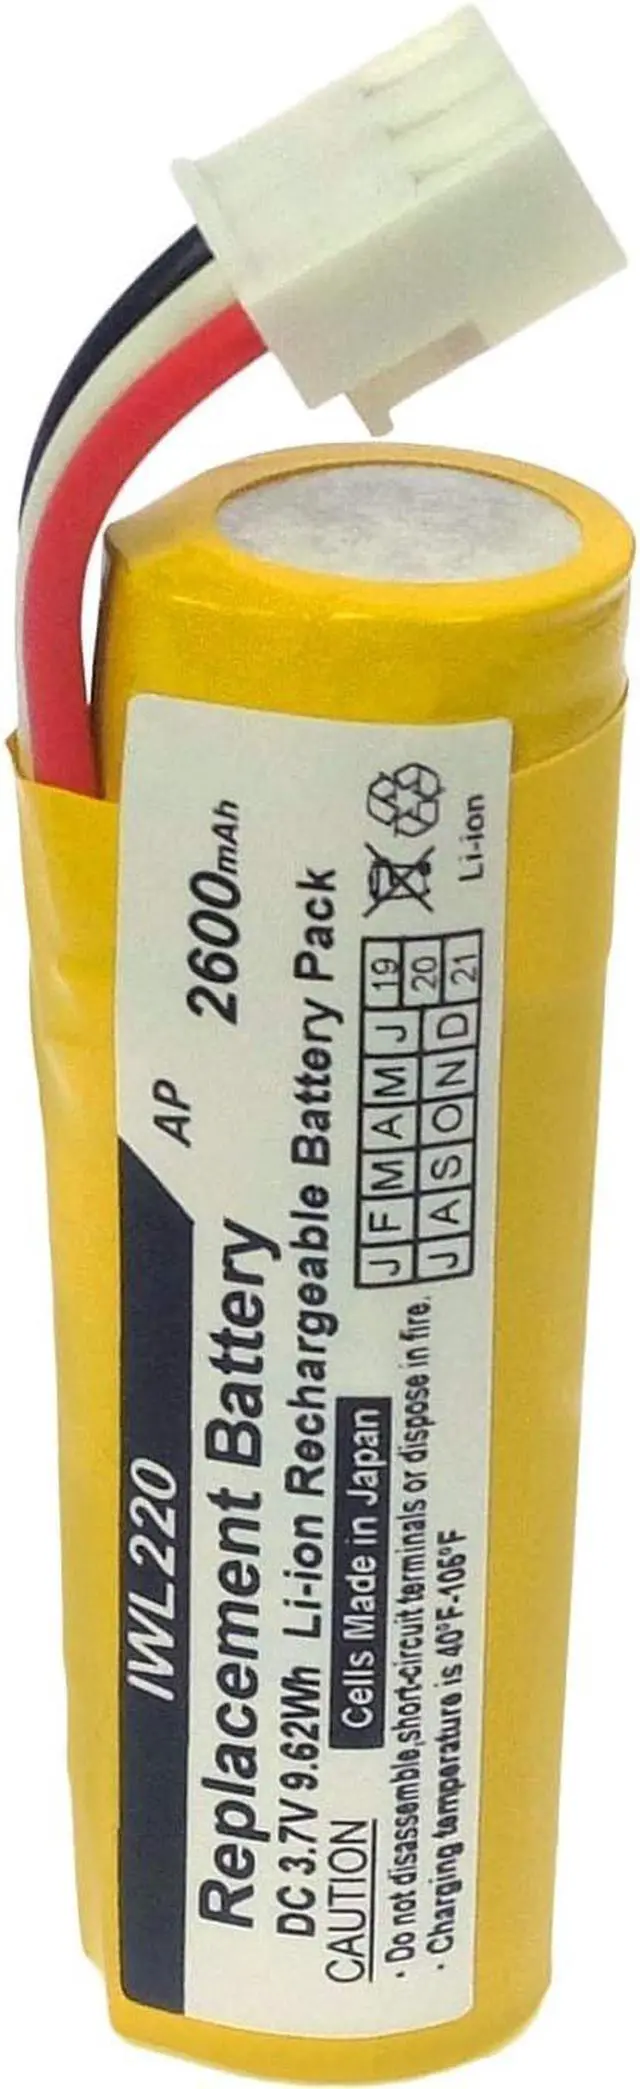 IWL220
AP
2600mAh
Replacement Battery
DC 3.7V 9.62Wh Li-ion Rechargeable Battery Pack
CAUTION
Cells Made in Japan
· Do not disassemble,short-circuit terminals or dispose in fire.
· Charging temperature is 40°F-106°F
J F M A M J 19
20
J A S O N D 21
Li-ion